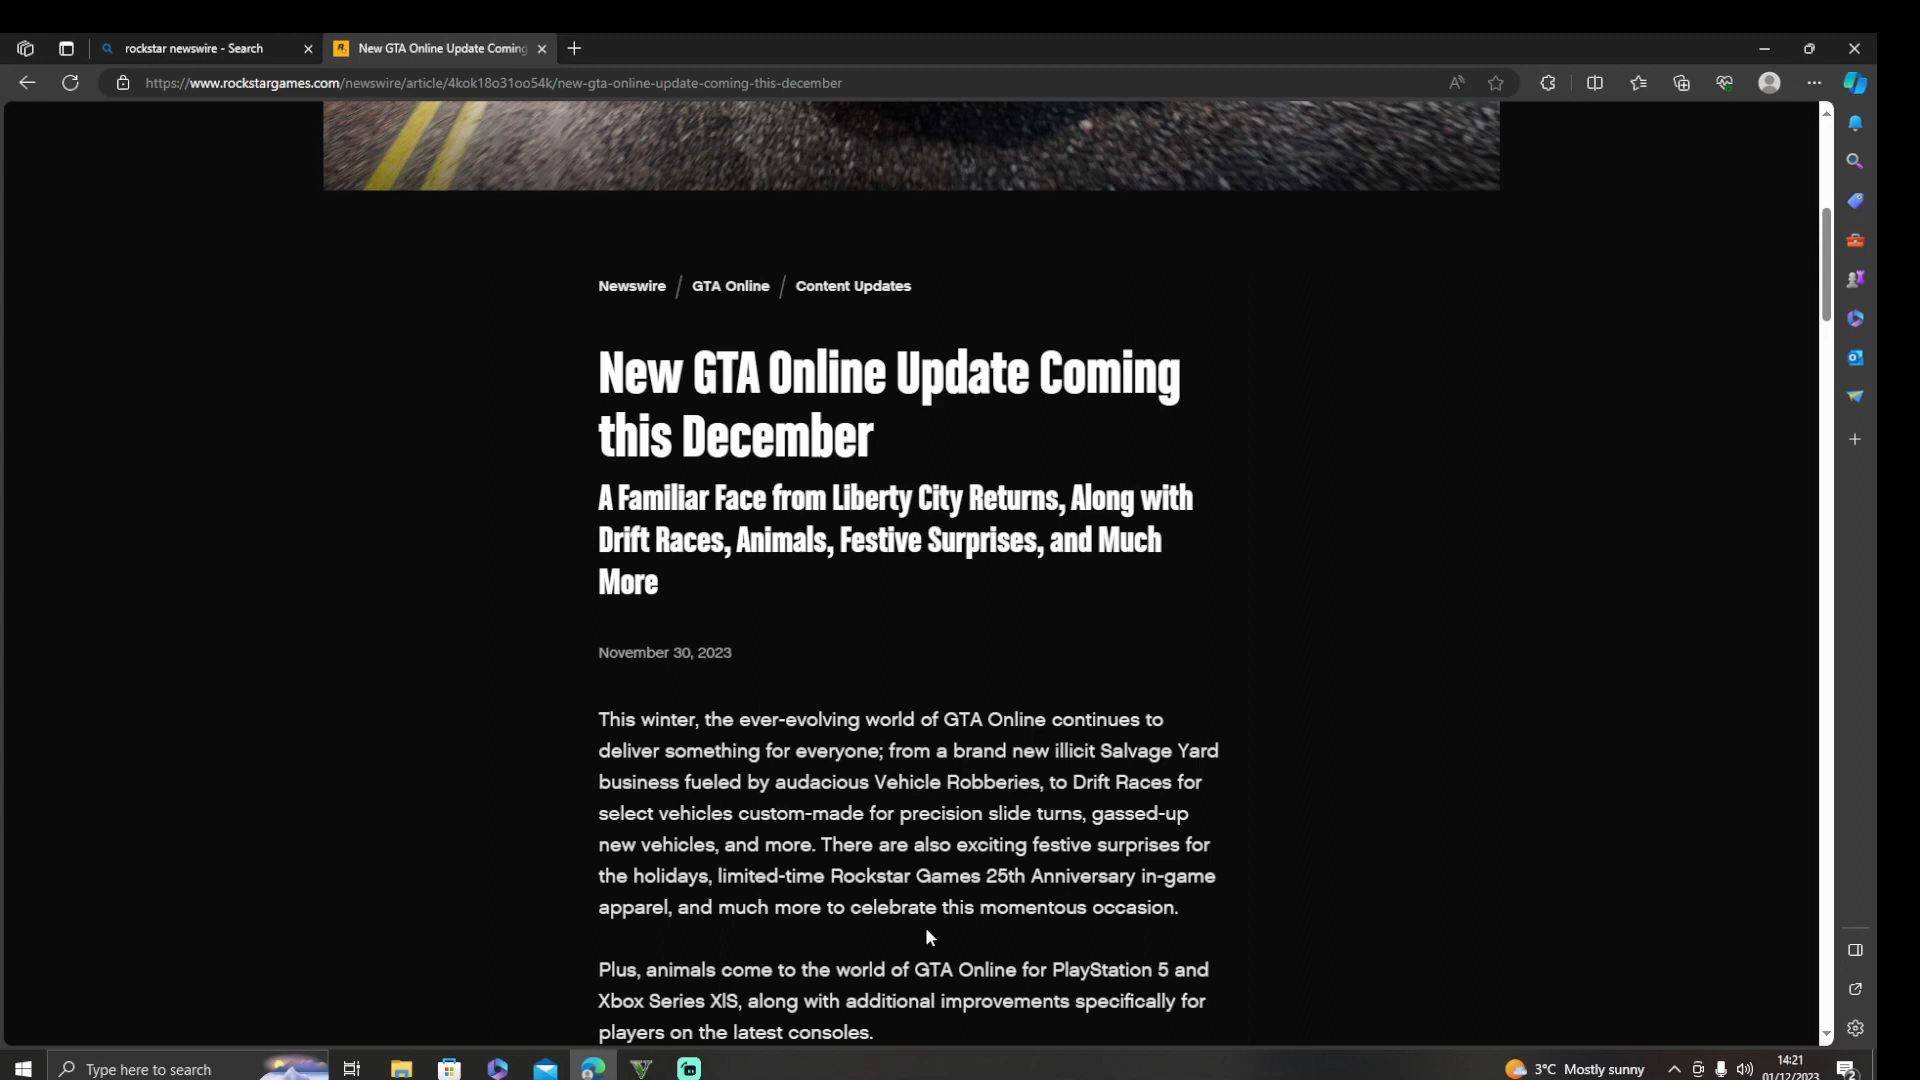 rockstar newswire - Search
New GTA Online Update Coming
https://www.rockstargames.com/newswire/article/4kok18o31oo54k/new-gta-online-update-coming-this-december
Newswire / GTA Online / Content Updates
New GTA Online Update Coming
this December
A Familiar Face from Liberty City Returns, Along with
Drift Races, Animals, Festive Surprises, and Much
More
November 30, 2023
This winter, the ever-evolving world of GTA Online continues to
deliver something for everyone; from a brand new illicit Salvage Yard
business fueled by audacious Vehicle Robberies, to Drift Races for
select vehicles custom-made for precision slide turns, gassed-up
new vehicles, and more. There are also exciting festive surprises for
the holidays, limited-time Rockstar Games 25th Anniversary in-game
apparel, and much more to celebrate this momentous occasion.
Plus, animals come to the world of GTA Online for PlayStation 5 and
Xbox Series X|S, along with additional improvements specifically for
players on the latest consoles.
Type here to search
3°C Mostly sunny
14:21
01/12/2023
2